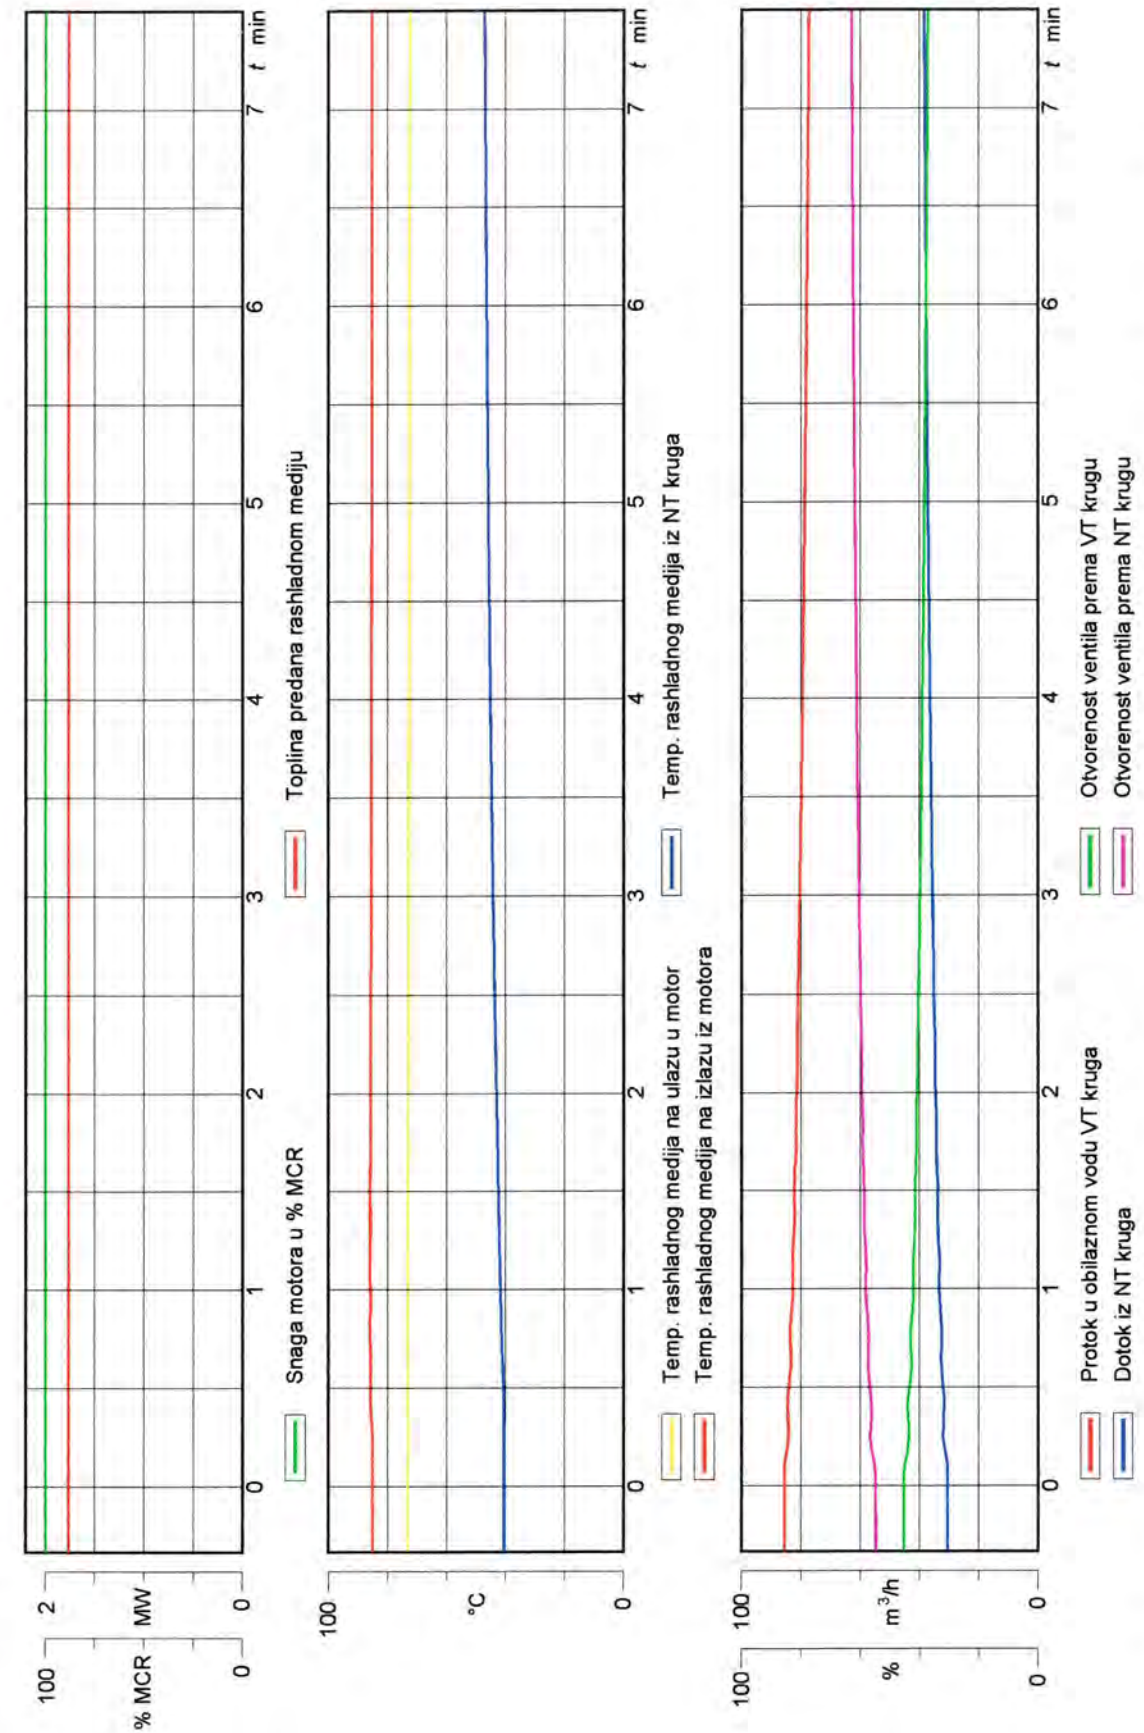 % MCR
100
0
MW
2
0
0
1
2
3
4
5
6
7
t min
Snaga motora u % MCR
Toplina predana rashladnom mediju
°C
100
0
0
1
2
3
4
5
6
7
t min
Temp. rashladnog medija na ulazu u motor
Temp. rashladnog medija iz NT kruga
Temp. rashladnog medija na izlazu iz motora
%
100
0
m³/h
0
0
1
2
3
4
5
6
7
t min
Protok u obilaznom vodu VT kruga
Otvorenost ventila prema VT krugu
Dotok iz NT kruga
Otvorenost ventila prema NT krugu